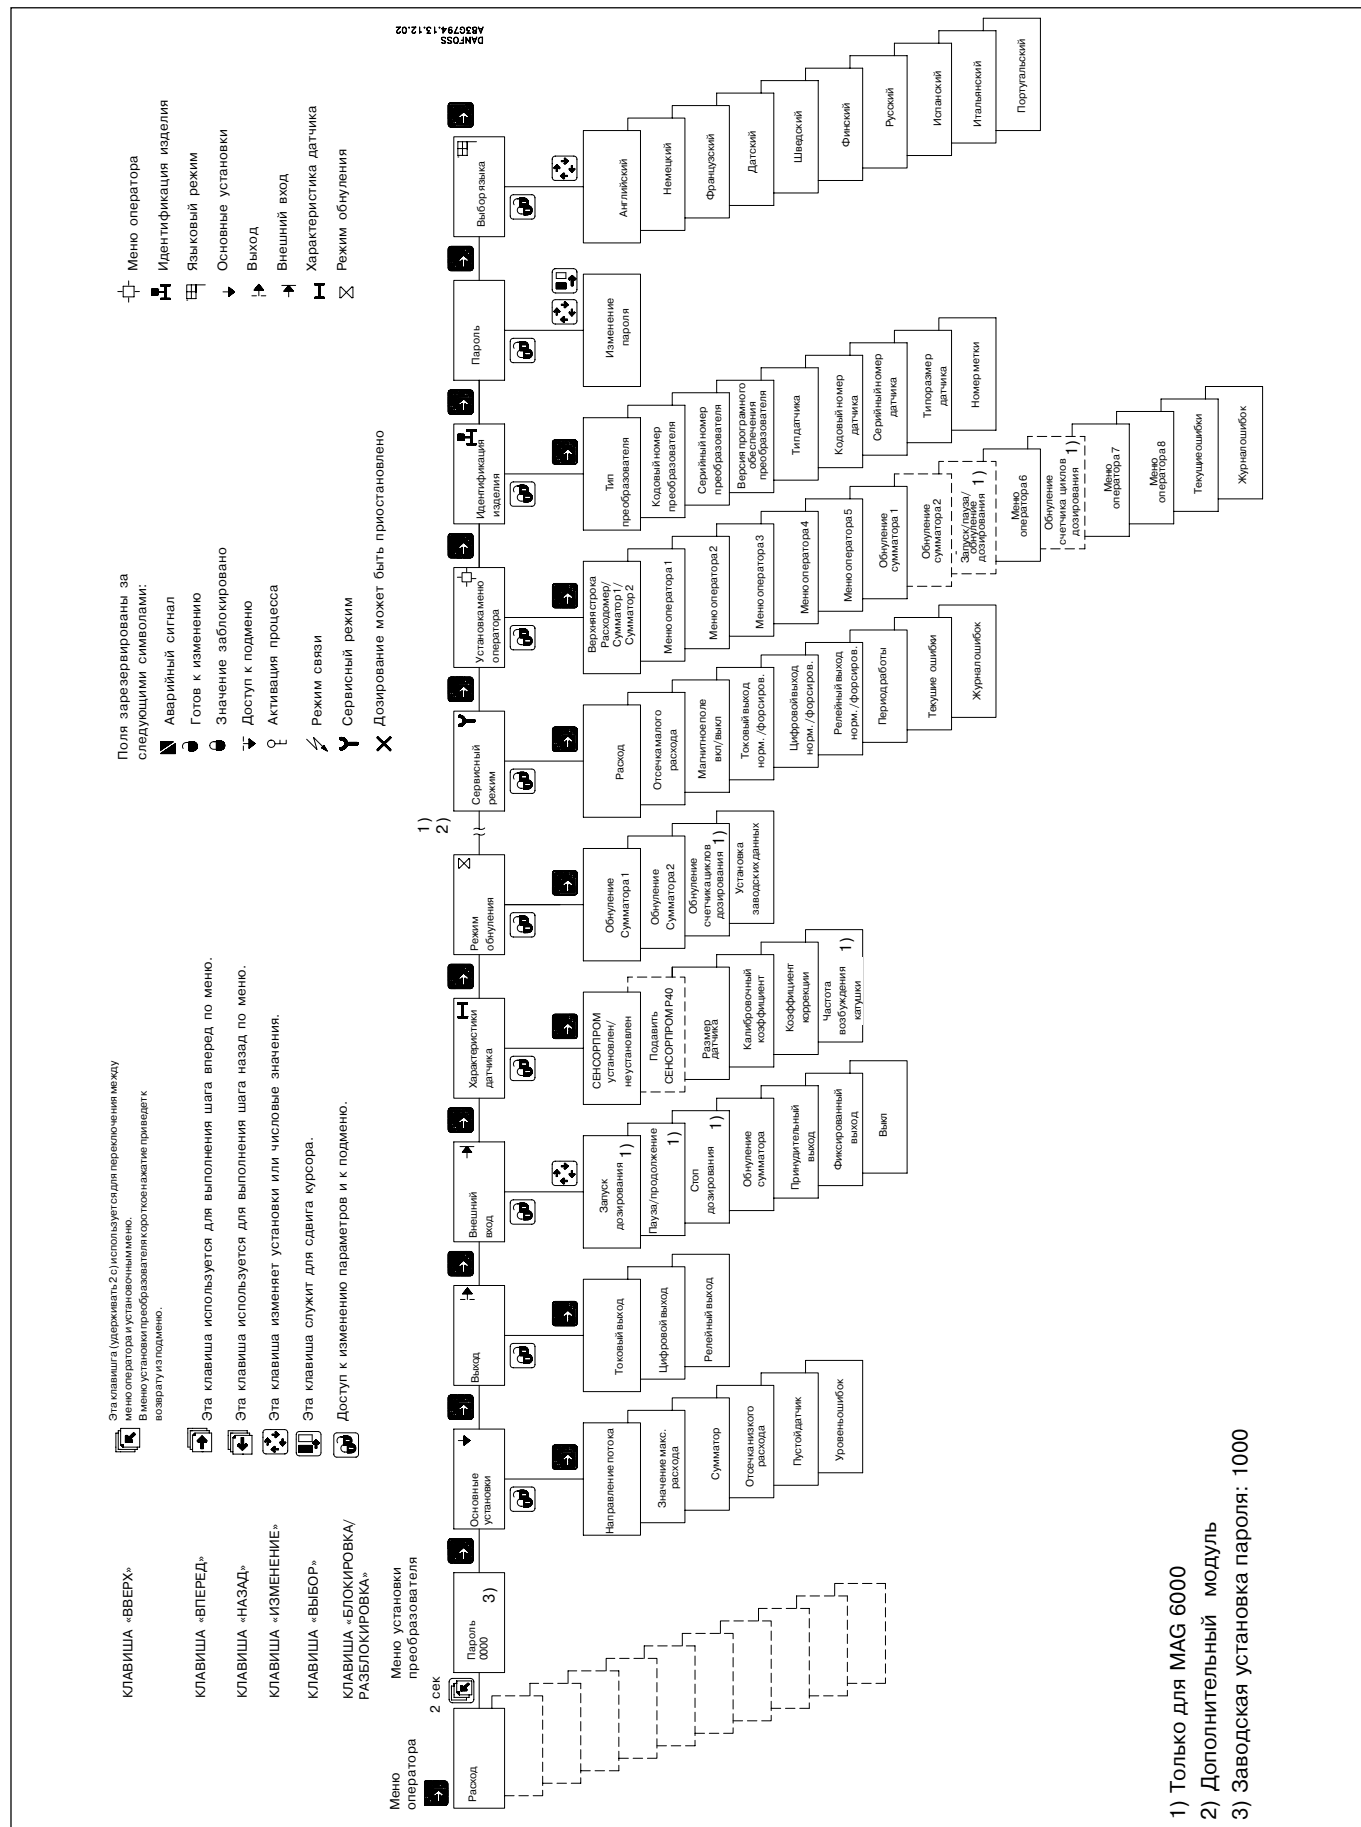 КЛАВИША «ВВЕРХ»
Эта клавишга (удерживать 2 с) используется для переключения между
меню оператора и установочным меню.
В меню установки преобразователя короткое нажатие приведет к
возврату из подменю.
КЛАВИША «ВПЕРЕД»
Эта клавиша используется для выполнения шага вперед по меню.
КЛАВИША «НАЗАД»
Эта клавиша используется для выполнения шага назад по меню.
КЛАВИША «ИЗМЕНЕНИЕ»
Эта клавиша изменяет установки или числовые значения.
КЛАВИША «ВЫБОР»
Эта клавиша служит для сдвига курсора.
КЛАВИША «БЛОКИРОВКА/
РАЗБЛОКИРОВКА»
Доступ к изменению параметров и к подменю.
Поля зарезервированы за
следующими символами:
Аварийный сигнал
Готов к изменению
Значение заблокировано
Доступ к подменю
Активация процесса
Режим связи
Сервисный режим
Дозирование может быть приостановлено
Меню оператора
Идентификация изделия
Языковый режим
Основные установки
Выход
Внешний вход
Характеристика датчика
Режим обнуления
DANFOSS
A83G794.13.12.02
Меню
оператора
2 сек
Меню установки
преобразователя
Расход
Пароль
0000
3)
Основные
установки
Направление потока
Значение макс.
расхода
Сумматор
Отсечка низкого
расхода
Пустой датчик
Уровень ошибок
Выход
Токовый выход
Цифровой выход
Релейный выход
Внешний
вход
Запуск
дозирования 1)
Пауза/продолжение
1)
Стоп
дозирования 1)
Обнуление
сумматора
Принудительный
выход
Фиксированный
выход
Выкл
Характеристики
датчика
СЕНСОРПРОМ
установлен/
не установлен
Подавить
СЕНСОРПРОМ P40
Размер
датчика
Калибровочный
коэффициент
Коэффициент
коррекции
Частота
возбуждения 1)
катушки
Режим
обнуления
Обнуление
Сумматора 1
Обнуление
Сумматора 2
Обнуление
счетчика циклов
дозирования 1)
Установка
заводских данных
1)
2)
Сервисный
режим
Расход
Отсечка малого
расхода
Магнитное поле
вкл/выкл
Токовый выход
норм. /форсиров.
Цифровой выход
норм. /форсиров.
Релейный выход
норм. /форсиров.
Период работы
Текущие ошибки
Журнал ошибок
Установка меню
оператора
Верхняя строка
Расходомер/
Сумматор 1/
Сумматор 2
Меню оператора 1
Меню оператора 2
Меню оператора 3
Меню оператора 4
Меню оператора 5
Обнуление
сумматора 1
Обнуление
сумматора 2
Запуск/пауза/
обнуление
дозирования 1)
Меню
оператора 6
Обнуление
счетчика циклов
дозирования 1)
Меню
оператора 7
Меню
оператора 8
Текущие ошибки
Журнал ошибок
Идентификация
изделия
Тип
преобразователя
Кодовый номер
преобразователя
Серийный номер
преобразователя
Версия програмного
обеспечения
преобразователя
Тип датчика
Кодовый номер
датчика
Серийный номер
датчика
Типоразмер
датчика
Номер метки
Пароль
Изменение
пароля
Выбор языка
Английский
Немецкий
Французский
Датский
Шведский
Финский
Русский
Испанский
Итальянский
Португальский
1) Только для MAG 6000
2) Дополнительный модуль
3) Заводская установка пароля: 1000